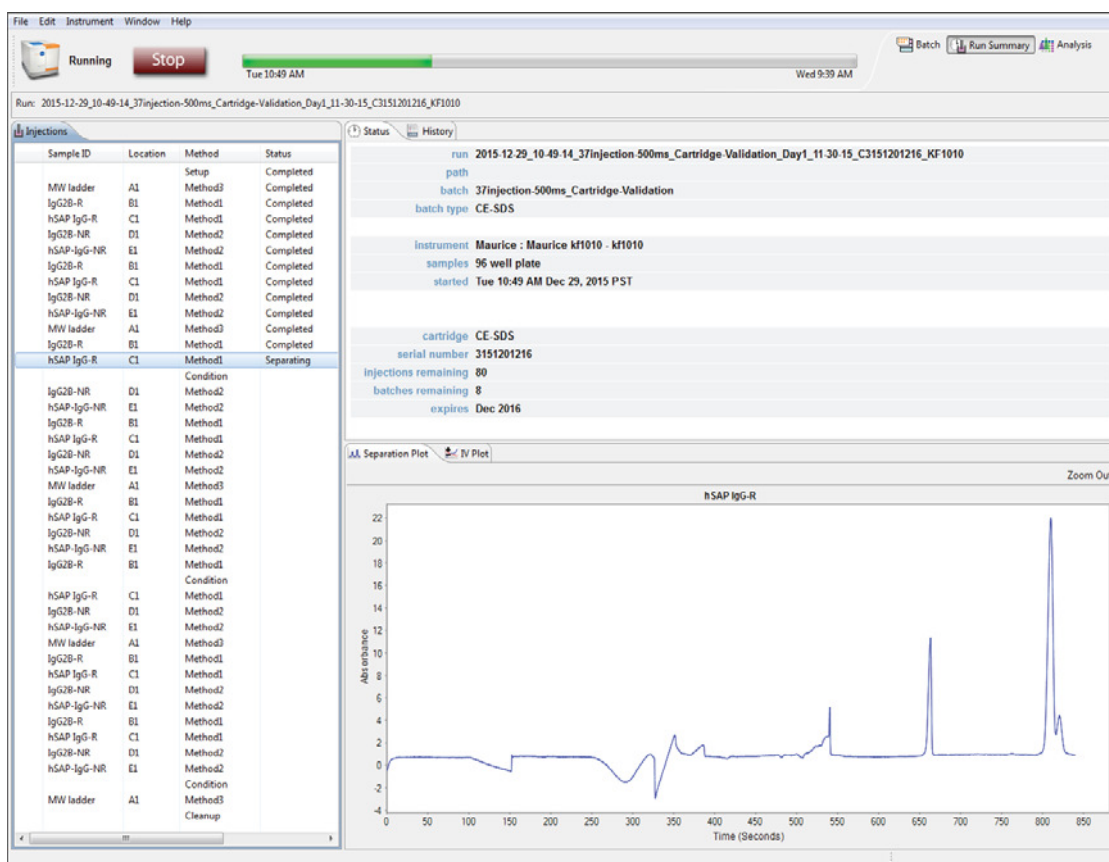 File Edit Instrument Window Help
Running Stop
Tue 10:49 AM Wed 9:39 AM
Batch Run Summary Analysis
Run: 2015-12-29_10-49-14_37injection-500ms_Cartridge-Validation_Day1_11-30-15_C3151201216_KF1010
Injections
Sample ID Location Method Status
Setup Completed
MW ladder A1 Method3 Completed
IgG2B-R B1 Method1 Completed
hSAP IgG-R C1 Method1 Completed
IgG2B-NR D1 Method2 Completed
hSAP-IgG-NR E1 Method2 Completed
IgG2B-R B1 Method1 Completed
hSAP IgG-R C1 Method1 Completed
IgG2B-NR D1 Method2 Completed
hSAP-IgG-NR E1 Method2 Completed
MW ladder A1 Method3 Completed
IgG2B-R B1 Method1 Completed
hSAP IgG-R C1 Method1 Separating
Condition
IgG2B-NR D1 Method2
hSAP-IgG-NR E1 Method2
IgG2B-R B1 Method1
hSAP IgG-R C1 Method1
IgG2B-NR D1 Method2
hSAP-IgG-NR E1 Method2
MW ladder A1 Method3
IgG2B-R B1 Method1
hSAP IgG-R C1 Method1
IgG2B-NR D1 Method2
hSAP-IgG-NR E1 Method2
IgG2B-R B1 Method1
Condition
hSAP IgG-R C1 Method1
IgG2B-NR D1 Method2
hSAP-IgG-NR E1 Method2
MW ladder A1 Method3
IgG2B-R B1 Method1
hSAP IgG-R C1 Method1
IgG2B-NR D1 Method2
hSAP-IgG-NR E1 Method2
IgG2B-R B1 Method1
hSAP IgG-R C1 Method1
IgG2B-NR D1 Method2
hSAP-IgG-NR E1 Method2
Condition
MW ladder A1 Method3
Cleanup
Status History
run 2015-12-29_10-49-14_37injection-500ms_Cartridge-Validation_Day1_11-30-15_C3151201216_KF1010
path
batch 37injection-500ms_Cartridge-Validation
batch type CE-SDS
instrument Maurice : Maurice kf1010 - kf1010
samples 96 well plate
started Tue 10:49 AM Dec 29, 2015 PST
cartridge CE-SDS
serial number 3151201216
injections remaining 80
batches remaining 8
expires Dec 2016
Separation Plot IV Plot
Zoom Out
hSAP IgG-R
22
20
18
16
14
12
10
8
6
4
2
0
-2
-4
Absorbance
0 50 100 150 200 250 300 350 400 450 500 550 600 650 700 750 800 850
Time (Seconds)